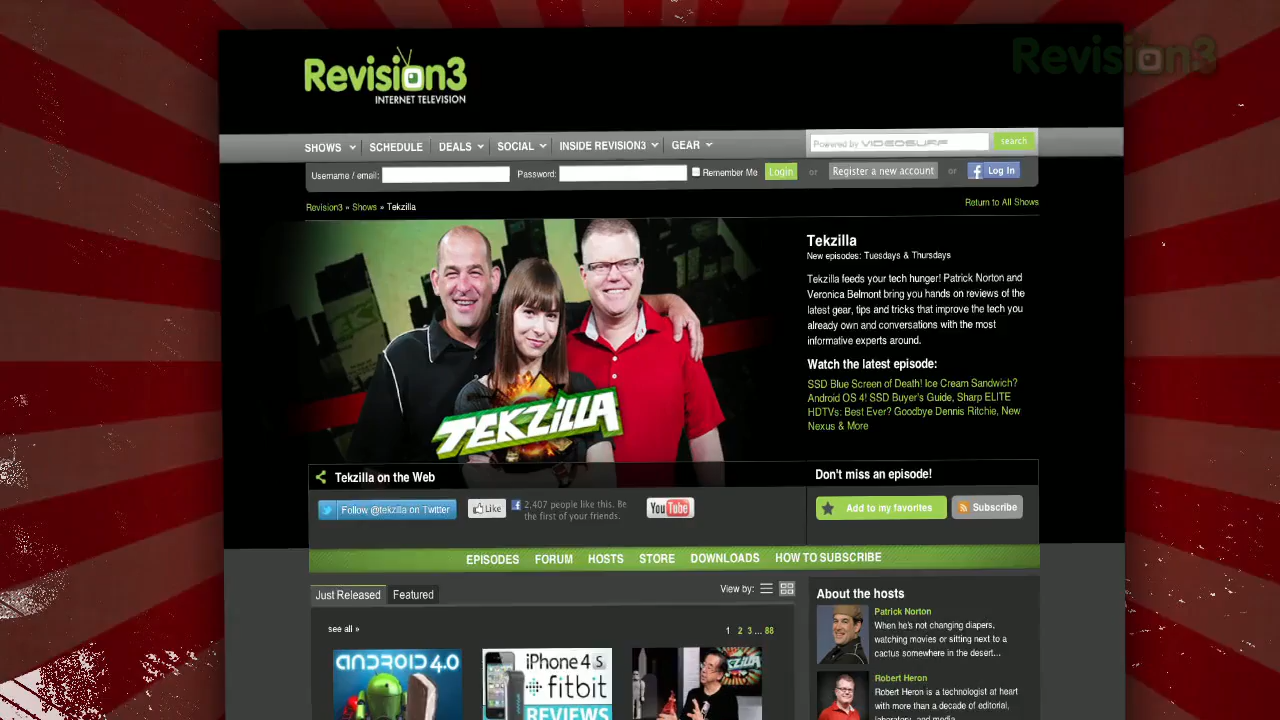 Revision3
Revision3
INTERNET TELEVISION
SHOWS SCHEDULE DEALS SOCIAL INSIDE REVISION3 GEAR
Powered by VIDEOSURF search
Username / email: Password: Remember Me Login or Register a new account or Log In
Revision3 » Shows » Tekzilla
Return to All Shows
Tekzilla
New episodes: Tuesdays & Thursdays
Tekzilla feeds your tech hunger! Patrick Norton and
Veronica Belmont bring you hands on reviews of the
latest gear, tips and tricks that improve the tech you
already own and conversations with the most
informative experts around.
Watch the latest episode:
SSD Blue Screen of Death! Ice Cream Sandwich?
Android OS 4! SSD Buyer's Guide, Sharp ELITE
HDTVs: Best Ever? Goodbye Dennis Ritchie, New
Nexus & More
TEKZILLA
Tekzilla on the Web
Follow @tekzilla on Twitter
Like
2,407 people like this. Be
the first of your friends.
YouTube
Don't miss an episode!
Add to my favorites
Subscribe
EPISODES FORUM HOSTS STORE DOWNLOADS HOW TO SUBSCRIBE
Just Released Featured
View by:
see all »
1 2 3 ... 88
ANDROID 4.0
iPhone 4S
fitbit
REVIEWS
TEKZILLA
About the hosts
Patrick Norton
When he's not changing diapers,
watching movies or sitting next to a
cactus somewhere in the desert...
Robert Heron
Robert Heron is a technologist at heart
with more than a decade of editorial,
laboratory, and media